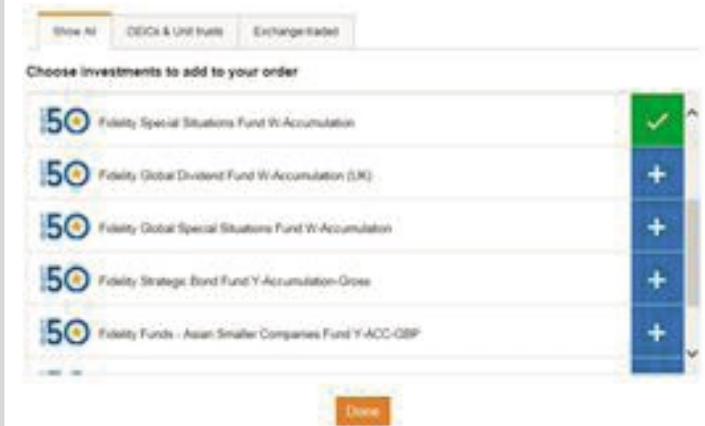 Show All
OEICs & Unit trusts
Exchange-traded
Choose investments to add to your order
50 Fidelity Special Situations Fund W-Accumulation
50 Fidelity Global Dividend Fund W-Accumulation (UK)
50 Fidelity Global Special Situations Fund W-Accumulation
50 Fidelity Strategic Bond Fund Y-Accumulation-Gross
50 Fidelity Funds - Asian Smaller Companies Fund Y-ACC-GBP
Done